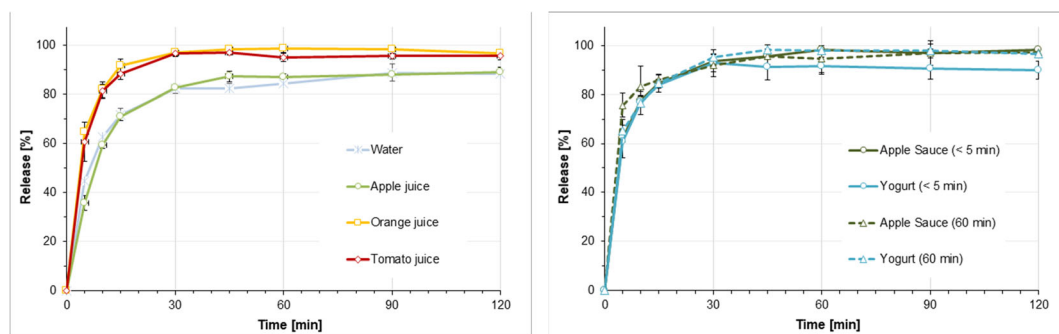 100
80
60
40
20
0
Release [%]
0
30
60
90
120
Time [min]
Water
Apple juice
Orange juice
Tomato juice
100
80
60
40
20
0
Release [%]
0
30
60
90
120
Time [min]
Apple Sauce (< 5 min)
Yogurt (< 5 min)
Apple Sauce (60 min)
Yogurt (60 min)